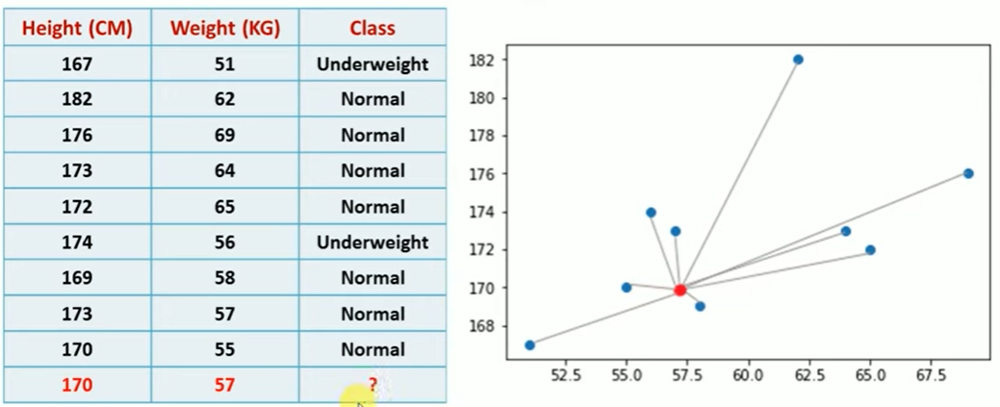 Height (CM) Weight (KG) Class
167 51 Underweight
182 62 Normal
176 69 Normal
173 64 Normal
172 65 Normal
174 56 Underweight
169 58 Normal
173 57 Normal
170 55 Normal
170 57 ?
182
180
178
176
174
172
170
168
52.5 55.0 57.5 60.0 62.5 65.0 67.5